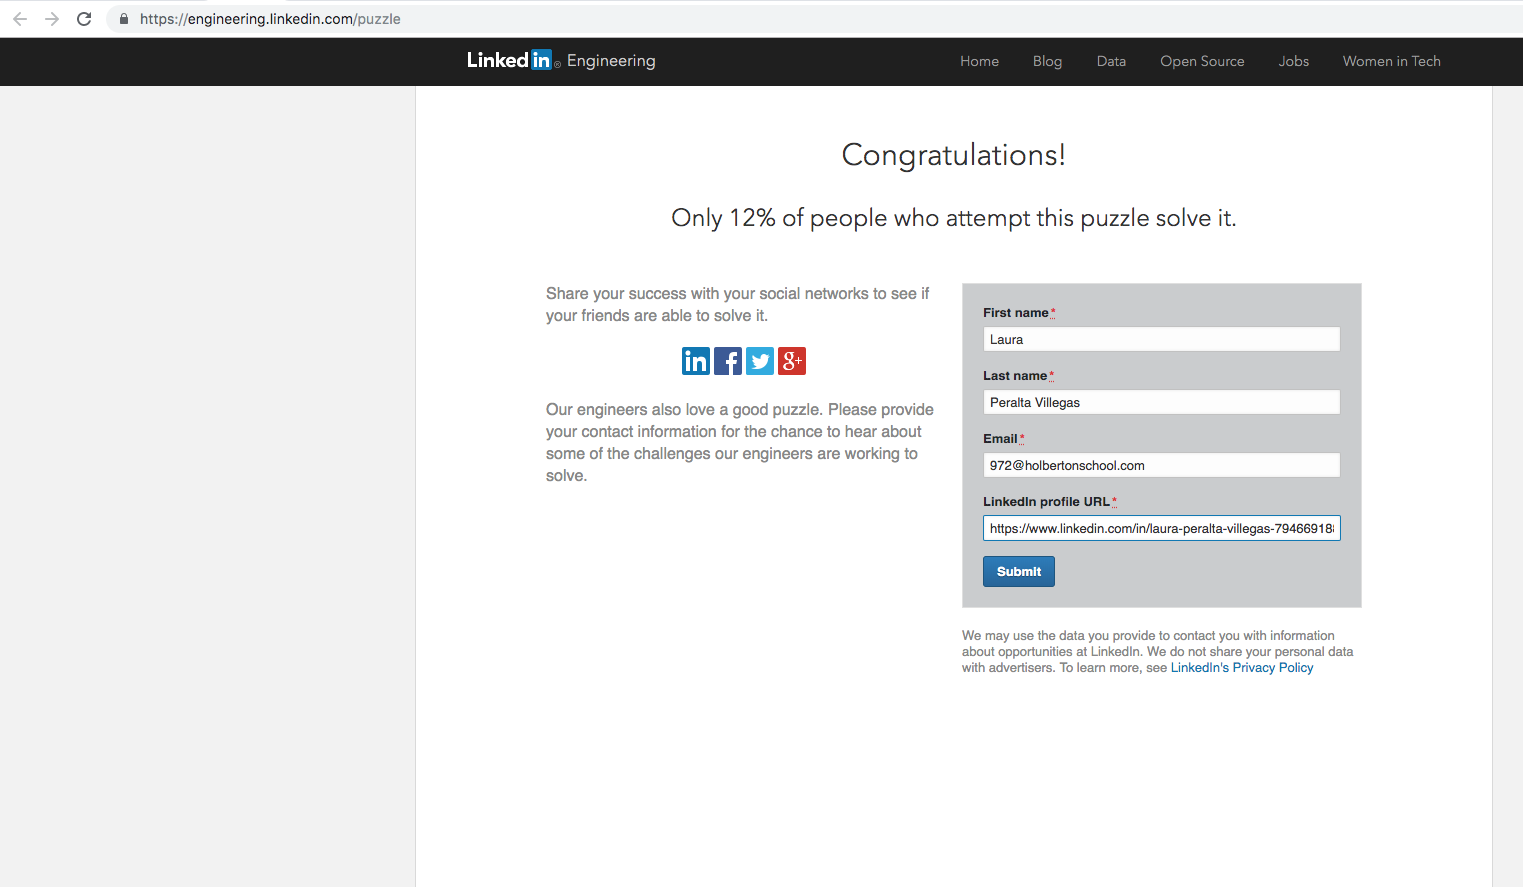 https://engineering.linkedin.com/puzzle
Linked in ® Engineering
Home Blog Data Open Source Jobs Women in Tech
Congratulations!
Only 12% of people who attempt this puzzle solve it.
Share your success with your social networks to see if
your friends are able to solve it.
in f g+
Our engineers also love a good puzzle. Please provide
your contact information for the chance to hear about
some of the challenges our engineers are working to
solve.
First name*
Laura
Last name*
Peralta Villegas
Email*
972@holbertonschool.com
LinkedIn profile URL*
https://www.linkedin.com/in/laura-peralta-villegas-79466918
Submit
We may use the data you provide to contact you with information
about opportunities at LinkedIn. We do not share your personal data
with advertisers. To learn more, see LinkedIn's Privacy Policy